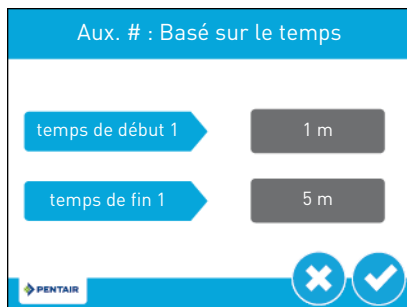 Aux. # : Basé sur le temps
temps de début 1
1 m
temps de fin 1
5 m
PENTAIR